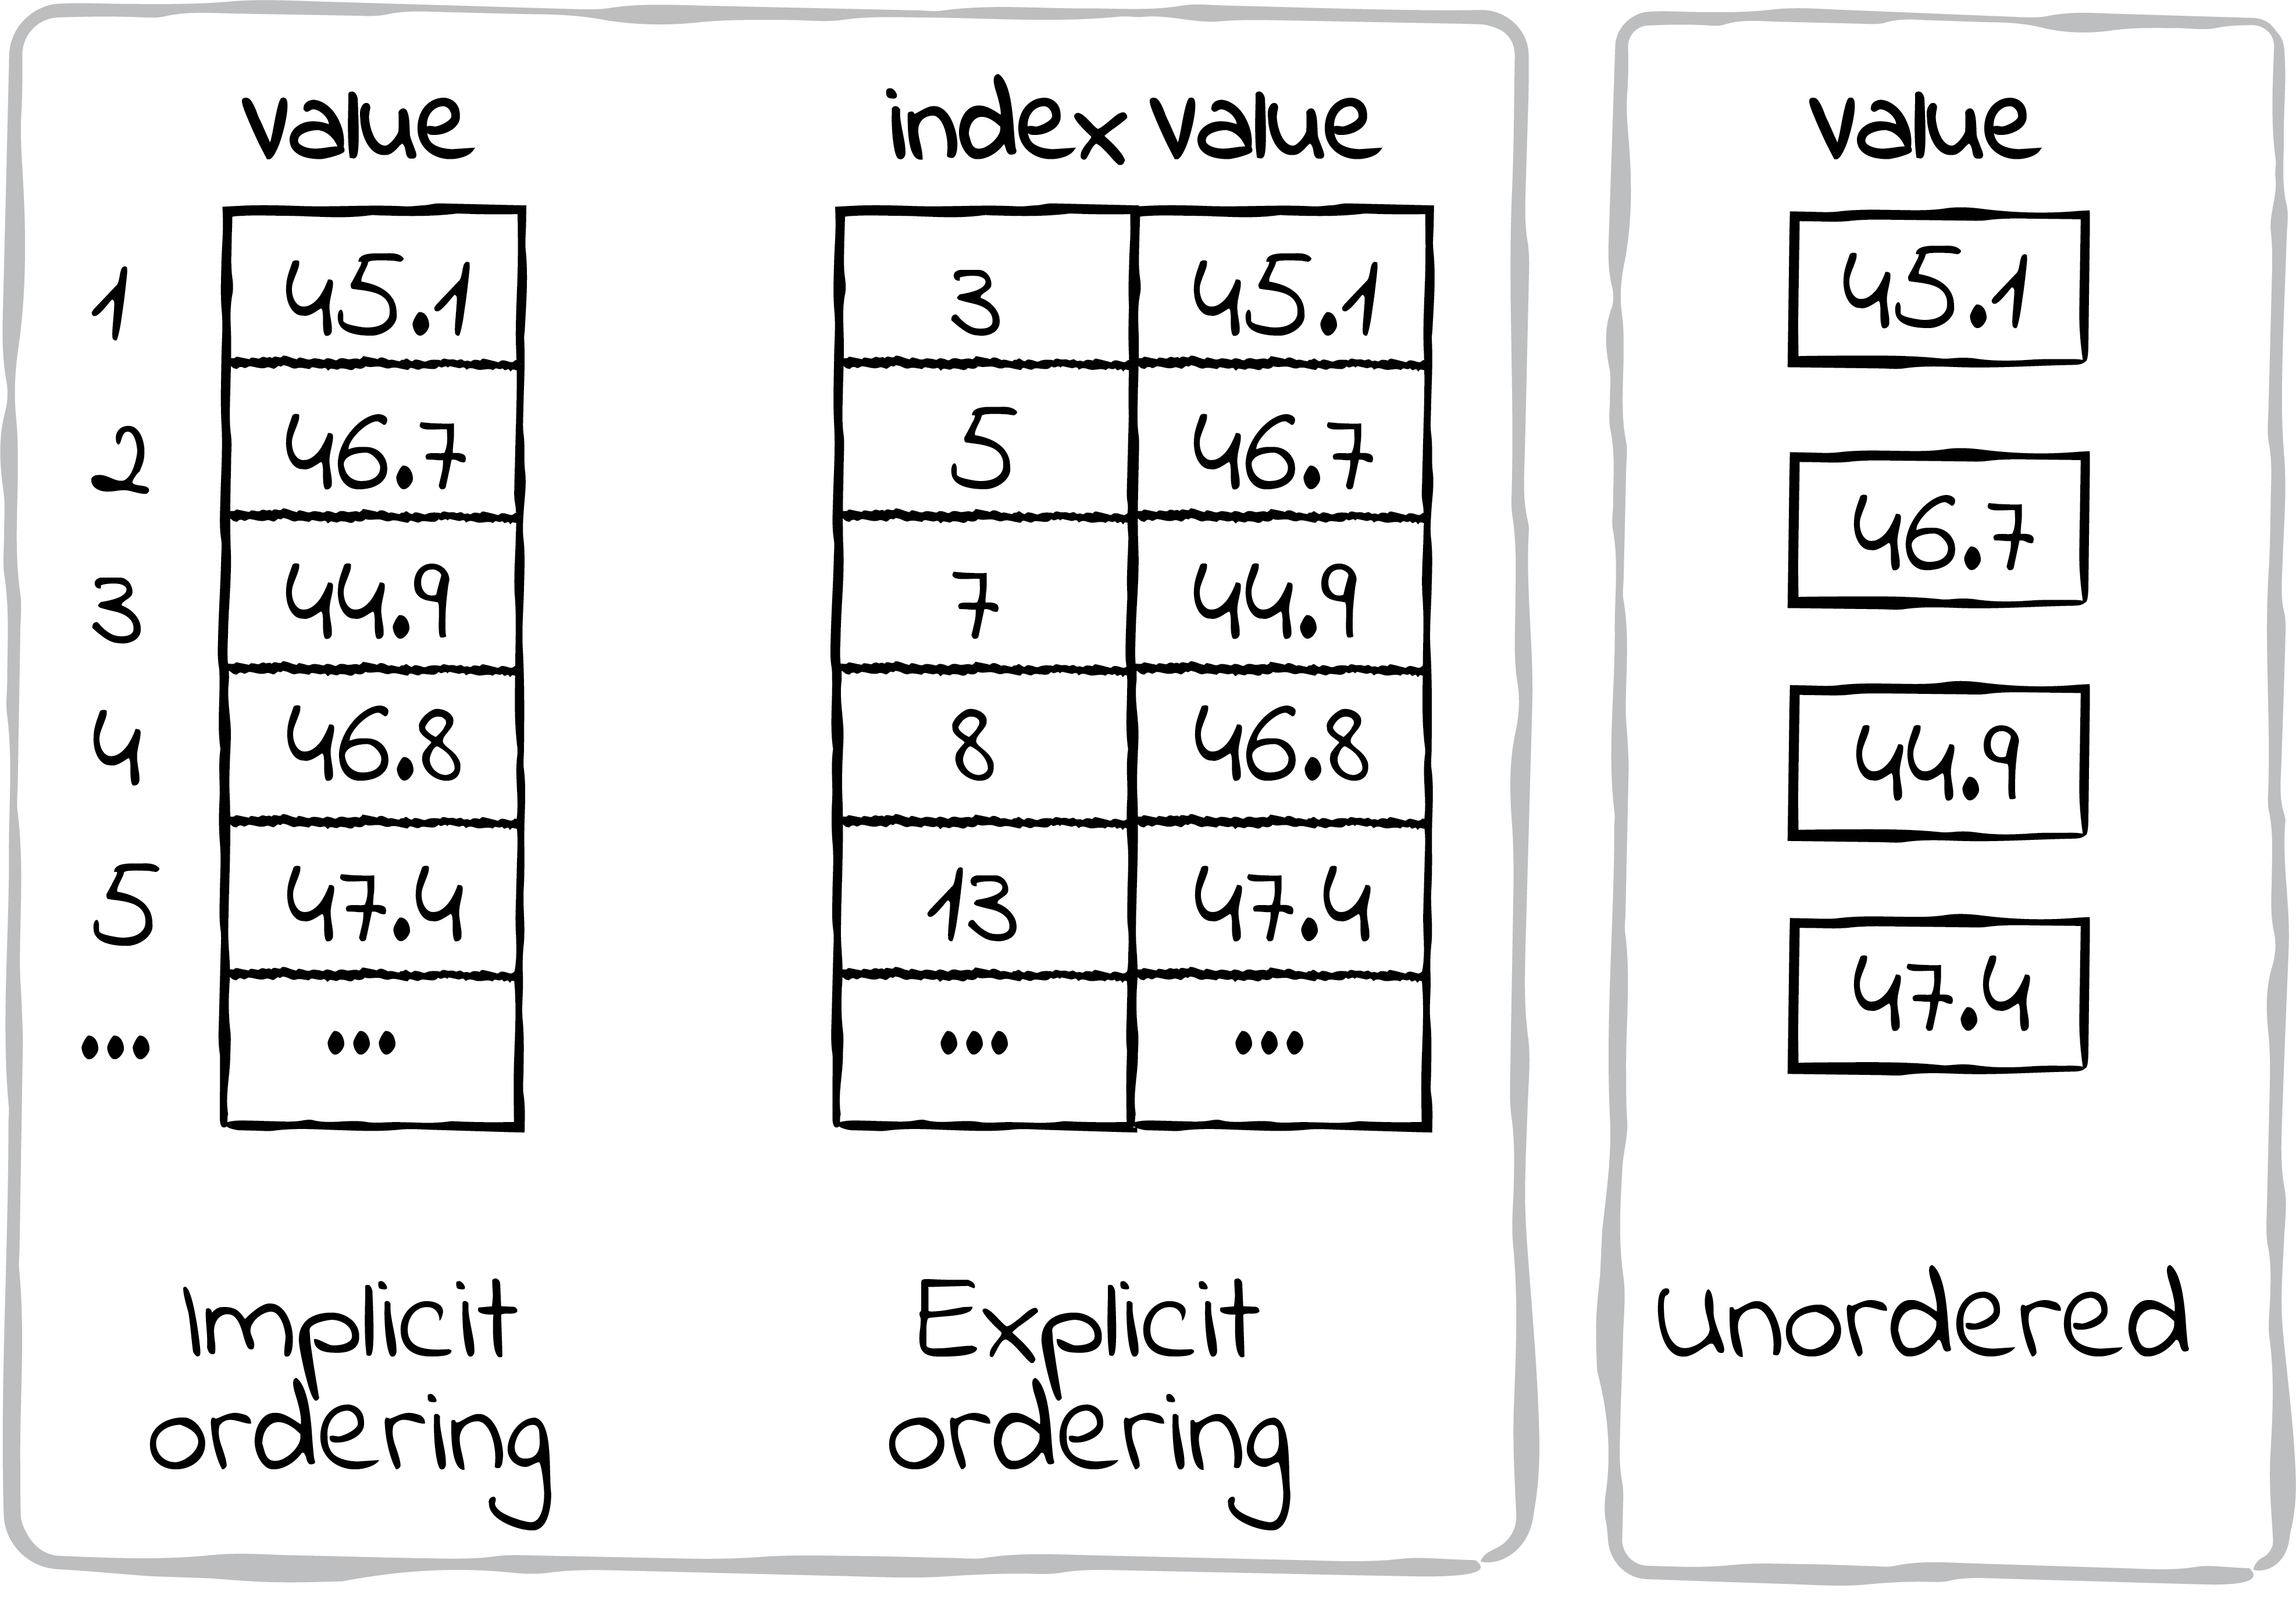 value
1 45.1
2 46.7
3 44.9
4 46.8
5 47.4
... ...
Implicit
ordering
index value
3 45.1
5 46.7
7 44.9
8 46.8
13 47.4
... ...
Explicit
ordering
value
45.1
46.7
44.9
47.4
unordered